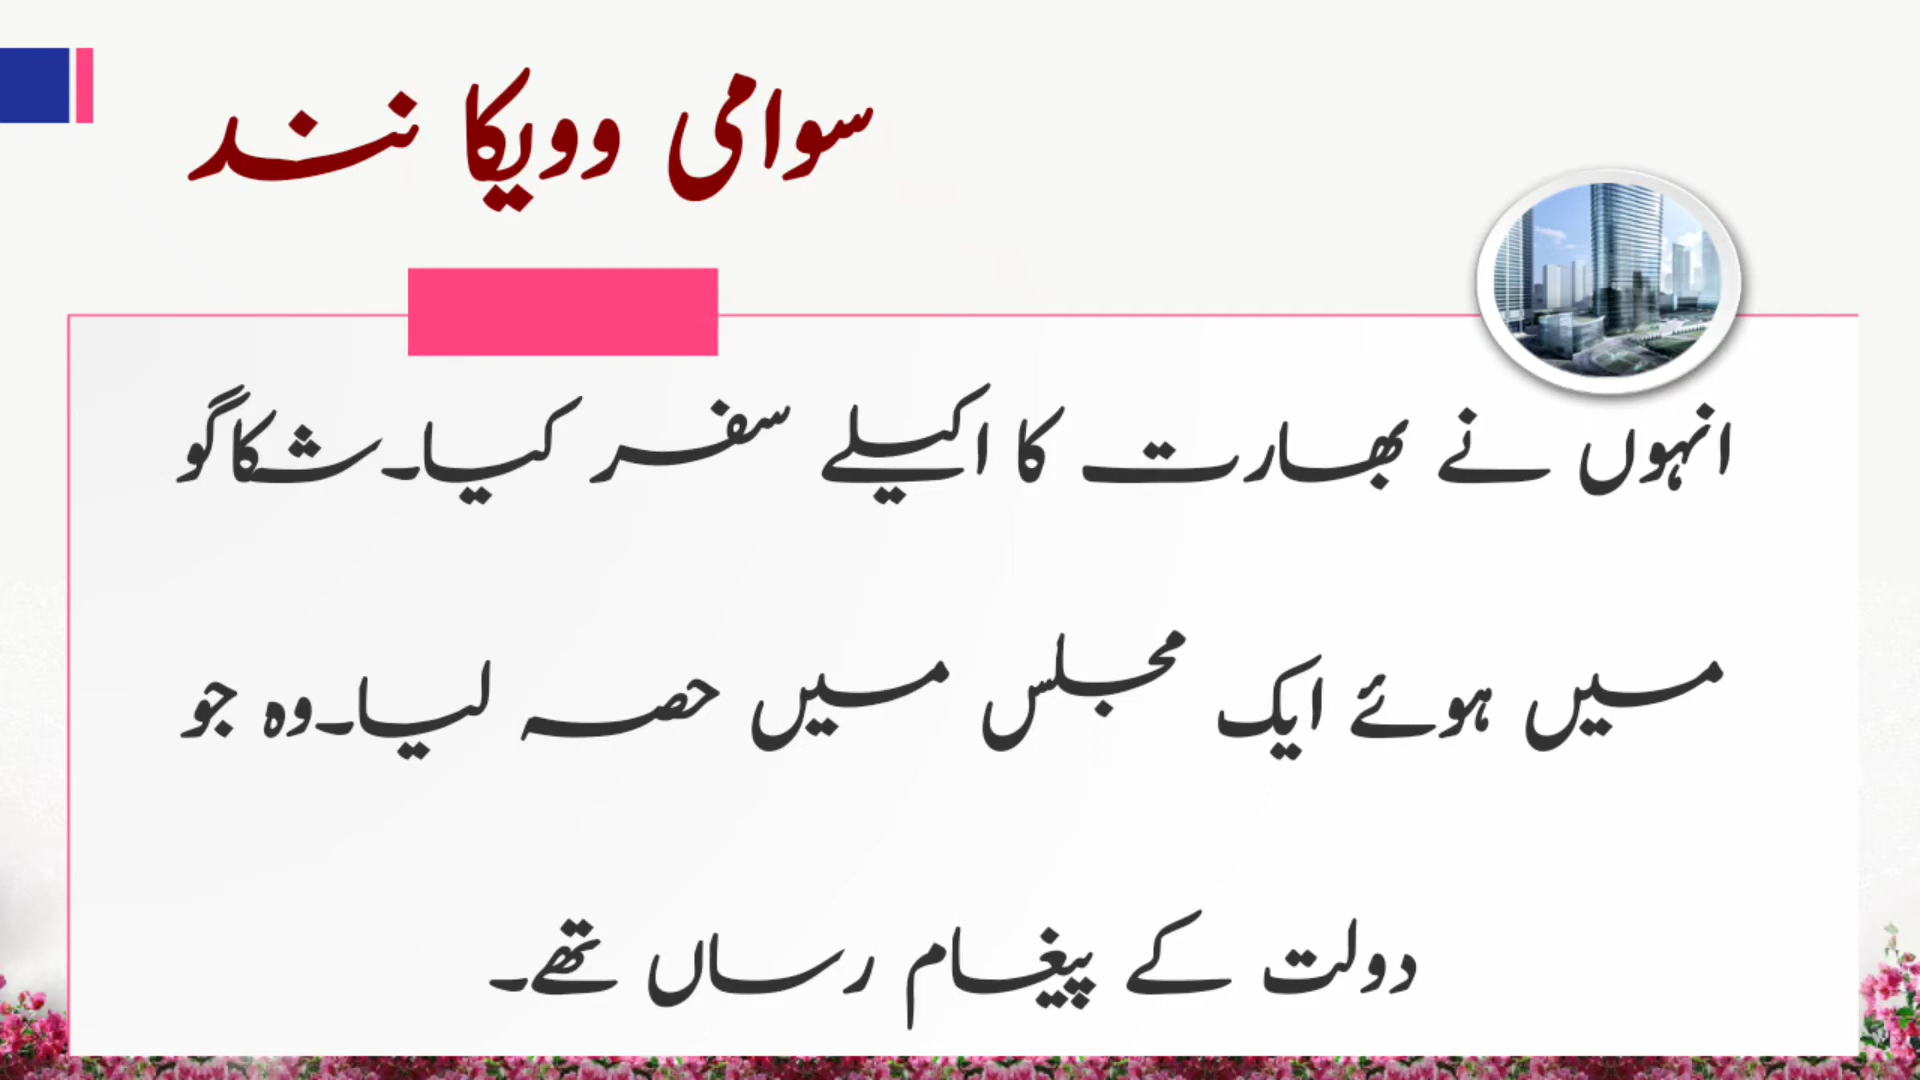 سوامی وویکا نند
انہوں نے بھارت کا اکیلے سفر کیا۔شکاگو
میں ہوئے ایک مجلس میں حصہ لیا۔وہ جو
دولت کے پیغام رساں تھے۔